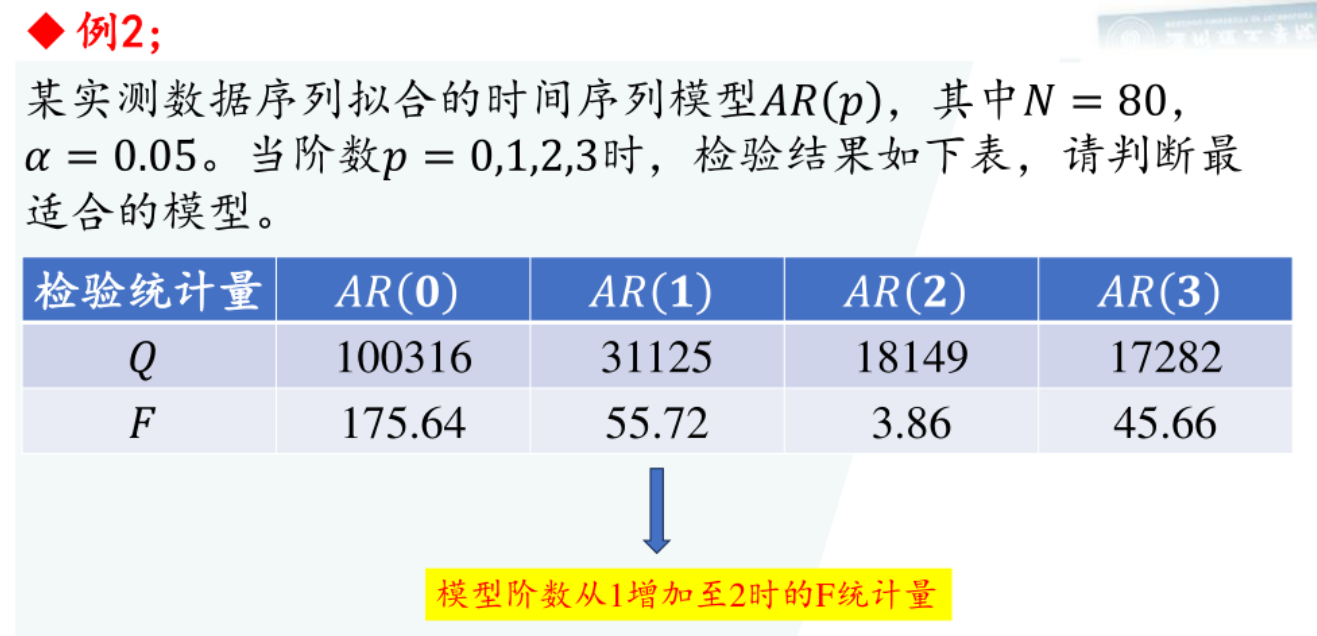 ◆ 例2;
某实测数据序列拟合的时间序列模型AR(p)，其中N = 80，
α = 0.05。当阶数p = 0,1,2,3时，检验结果如下表，请判断最
适合的模型。
检验统计量 AR(0) AR(1) AR(2) AR(3)
Q 100316 31125 18149 17282
F 175.64 55.72 3.86 45.66
模型阶数从1增加至2时的F统计量